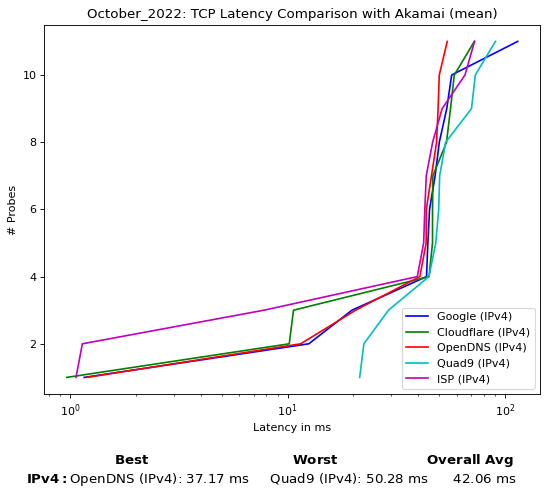 October_2022: TCP Latency Comparison with Akamai (mean)
# Probes
10
8
6
4
2
10⁰
10¹
10²
Latency in ms
Google (IPv4)
Cloudflare (IPv4)
OpenDNS (IPv4)
Quad9 (IPv4)
ISP (IPv4)
Best Worst Overall Avg
IPv4: OpenDNS (IPv4): 37.17 ms Quad9 (IPv4): 50.28 ms 42.06 ms